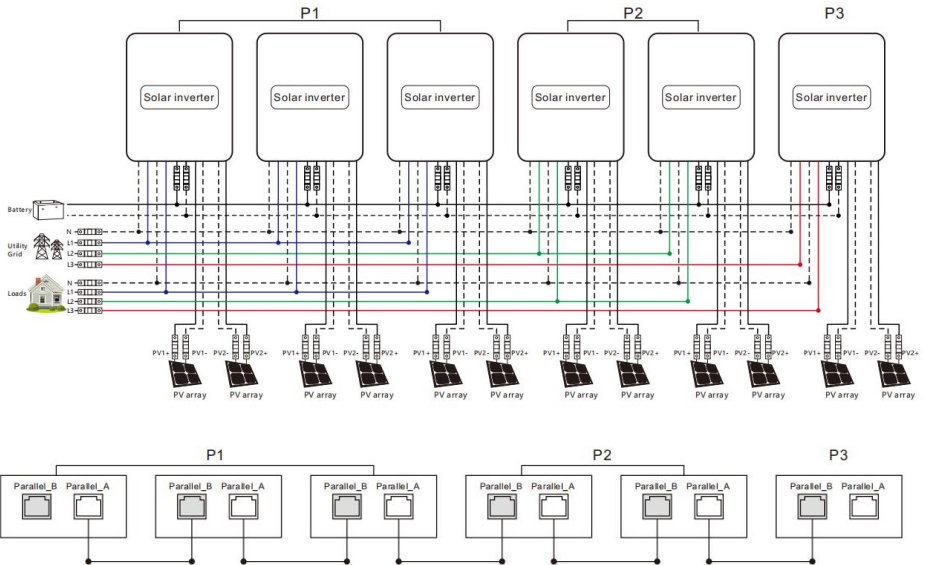 P1 P2 P3
Solar inverter Solar inverter Solar inverter Solar inverter Solar inverter Solar inverter
Battery
N
Utility Grid L1
L2
L3
N
Loads L1
L2
L3
PV1+ PV1- PV2- PV2+ PV1+ PV1- PV2- PV2+ PV1+ PV1- PV2- PV2+ PV1+ PV1- PV2- PV2+ PV1+ PV1- PV2- PV2+ PV1+ PV1- PV2- PV2+
PV array PV array PV array PV array PV array PV array PV array PV array PV array PV array PV array PV array
P1 P2 P3
Parallel_B Parallel_A Parallel_B Parallel_A Parallel_B Parallel_A Parallel_B Parallel_A Parallel_B Parallel_A Parallel_B Parallel_A